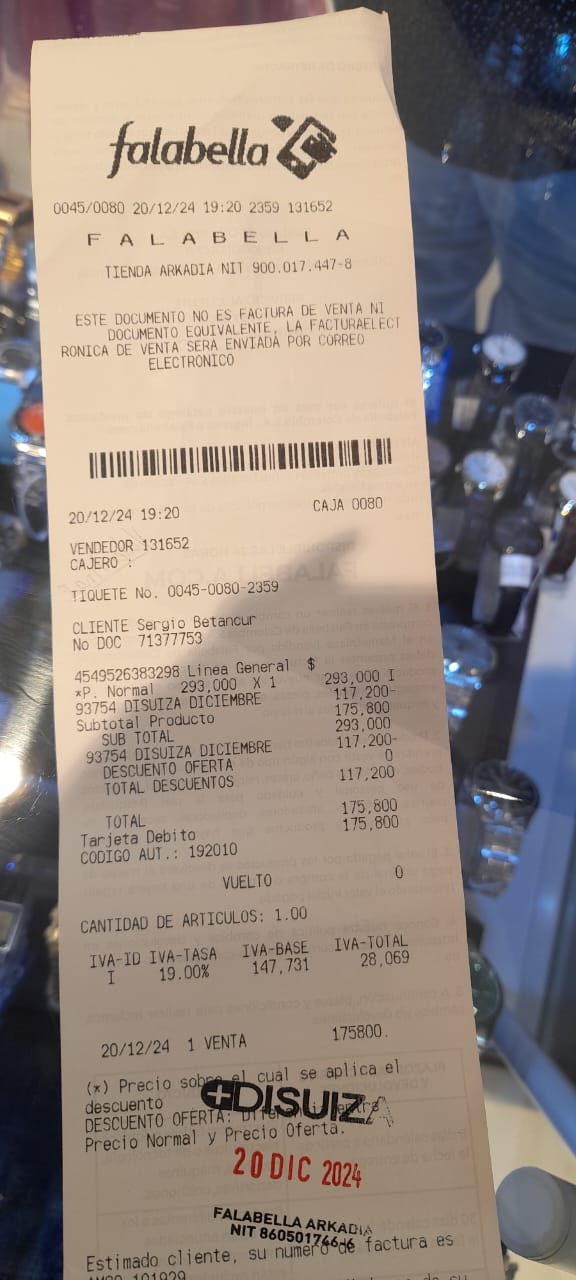 falabella
0045/0080 20/12/24 19:20 2359 131652
F A L A B E L L A
TIENDA ARKADIA NIT 900.017.447-8
ESTE DOCUMENTO NO ES FACTURA DE VENTA NI
DOCUMENTO EQUIVALENTE, LA FACTURAELECT
RONICA DE VENTA SERA ENVIADA POR CORREO
ELECTRONICO
20/12/24 19:20 CAJA 0080
VENDEDOR 131652
CAJERO :
TIQUETE No. 0045-0080-2359
CLIENTE Sergio Betancur
No DOC 71377753
4549526383298 Linea General $
*P. Normal 293,000 X 1 293,000 I
93754 DISUIZA DICIEMBRE 117,200-
Subtotal Producto 175,800
SUB TOTAL 293,000
93754 DISUIZA DICIEMBRE 117,200-
DESCUENTO OFERTA 0
TOTAL DESCUENTOS 117,200
TOTAL 175,800
Tarjeta Debito 175,800
CODIGO AUT.: 192010
VUELTO 0
CANTIDAD DE ARTICULOS: 1.00
IVA-ID IVA-TASA IVA-BASE IVA-TOTAL
I 19.00% 147,731 28,069
20/12/24 1 VENTA 175800.
(*) Precio sobre el cual se aplica el
descuento
DISUIZA
DESCUENTO OFERTA:
Precio Normal y Precio Oferta.
20 DIC 2024
FALABELLA ARKADIA
NIT
Estimado cliente, su numero de factura es